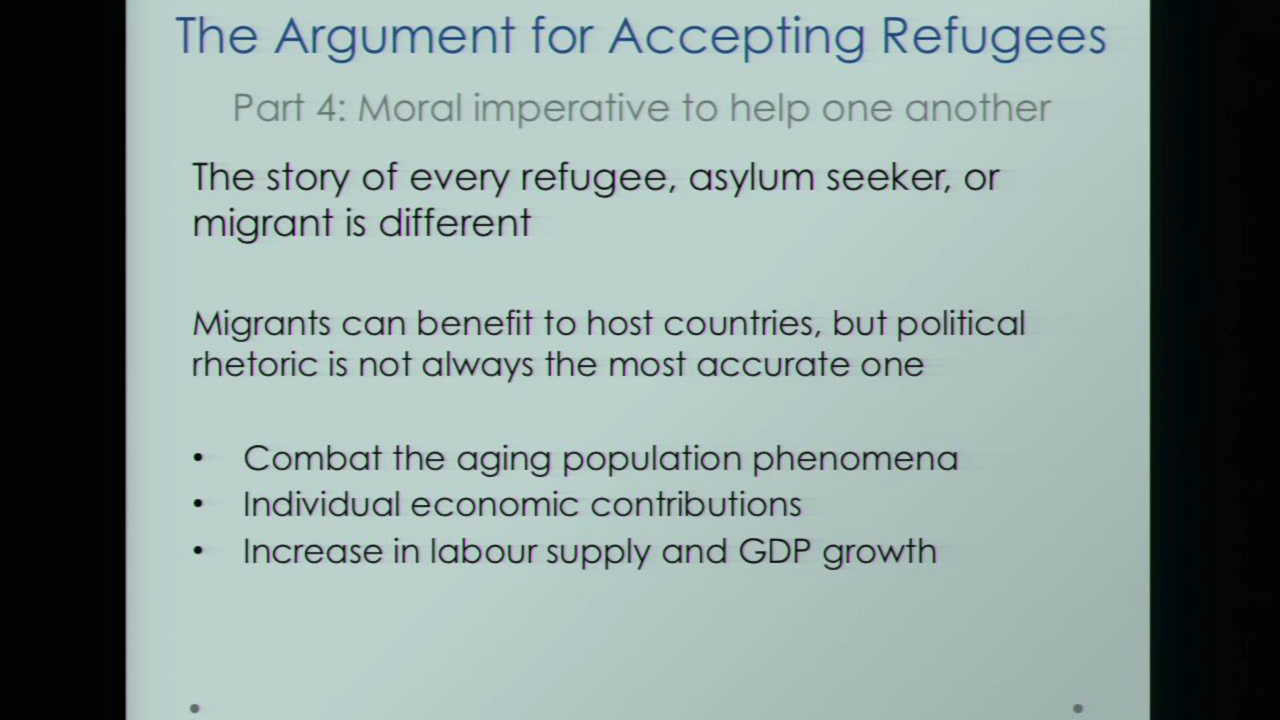 The Argument for Accepting Refugees
Part 4: Moral imperative to help one another
The story of every refugee, asylum seeker, or
migrant is different
Migrants can benefit to host countries, but political
rhetoric is not always the most accurate one
• Combat the aging population phenomena
• Individual economic contributions
• Increase in labour supply and GDP growth